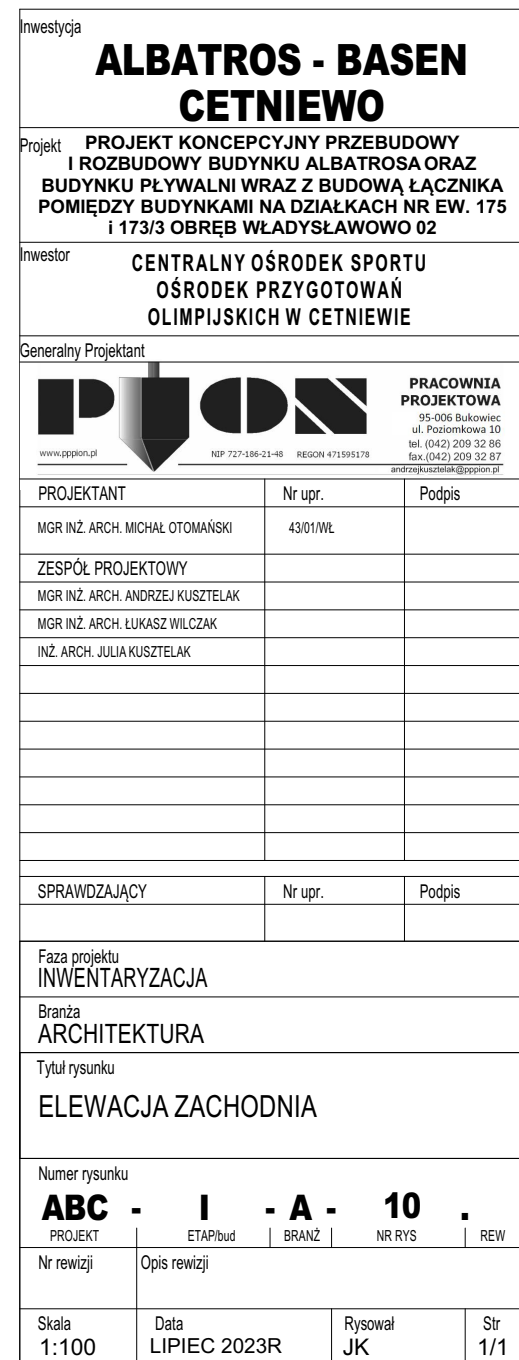 Inwestycja
ALBATROS - BASEN
CETNIEWO
Projekt
PROJEKT KONCEPCYJNY PRZEBUDOWY
I ROZBUDOWY BUDYNKU ALBATROSA ORAZ
BUDYNKU PŁYWALNI WRAZ Z BUDOWĄ ŁĄCZNIKA
POMIĘDZY BUDYNKAMI NA DZIAŁKACH NR EW. 175
i 173/3 OBRĘB WŁADYSŁAWOWO 02
Inwestor
CENTRALNY OŚRODEK SPORTU
OŚRODEK PRZYGOTOWAŃ
OLIMPIJSKICH W CETNIEWIE
Generalny Projektant
PION
PRACOWNIA
PROJEKTOWA
95-006 Bukowiec
ul. Poziomkowa 10
tel. (042) 209 32 86
fax.(042) 209 32 87
andrzejkusztelak@pppion.pl
www.pppion.pl NIP 727-186-21-48 REGON 471595178
PROJEKTANT Nr upr. Podpis
MGR INŻ. ARCH. MICHAŁ OTOMAŃSKI 43/01/WŁ
ZESPÓŁ PROJEKTOWY
MGR INŻ. ARCH. ANDRZEJ KUSZTELAK
MGR INŻ. ARCH. ŁUKASZ WILCZAK
INŻ. ARCH. JULIA KUSZTELAK
SPRAWDZAJĄCY Nr upr. Podpis
Faza projektu
INWENTARYZACJA
Branża
ARCHITEKTURA
Tytuł rysunku
ELEWACJA ZACHODNIA
Numer rysunku
ABC - I - A - 10 .
PROJEKT ETAP/bud BRANŻ NR RYS REW
Nr rewizji Opis rewizji
Skala Data Rysował Str
1:100 LIPIEC 2023R JK 1/1